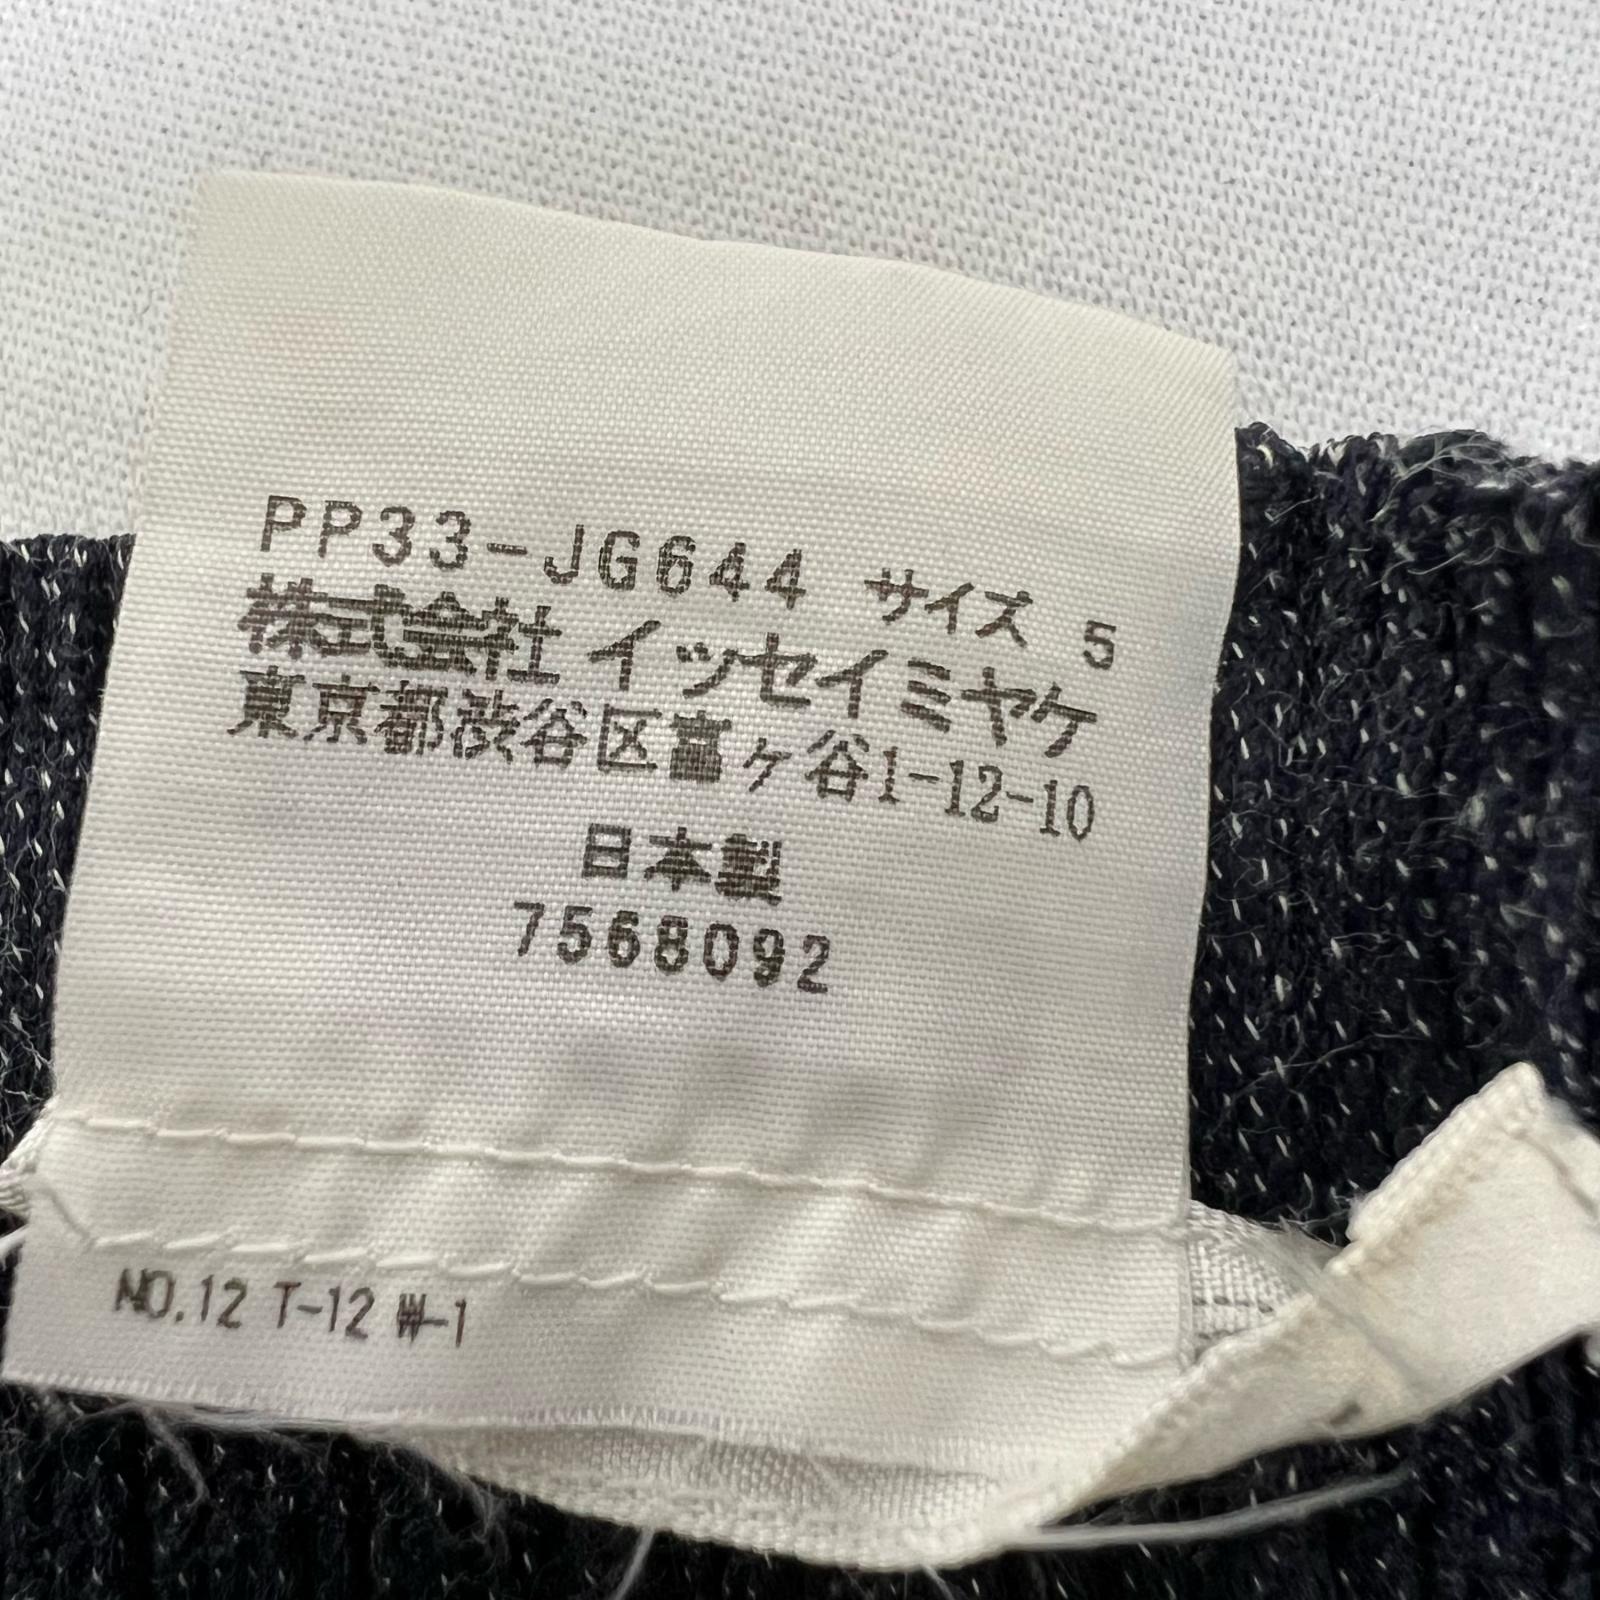 PP33-JG644 サイズ 5
株式会社 イッセイミヤケ
東京都渋谷区富ヶ谷1-12-10
日本製
7568092
NO.12 T-12 W-1